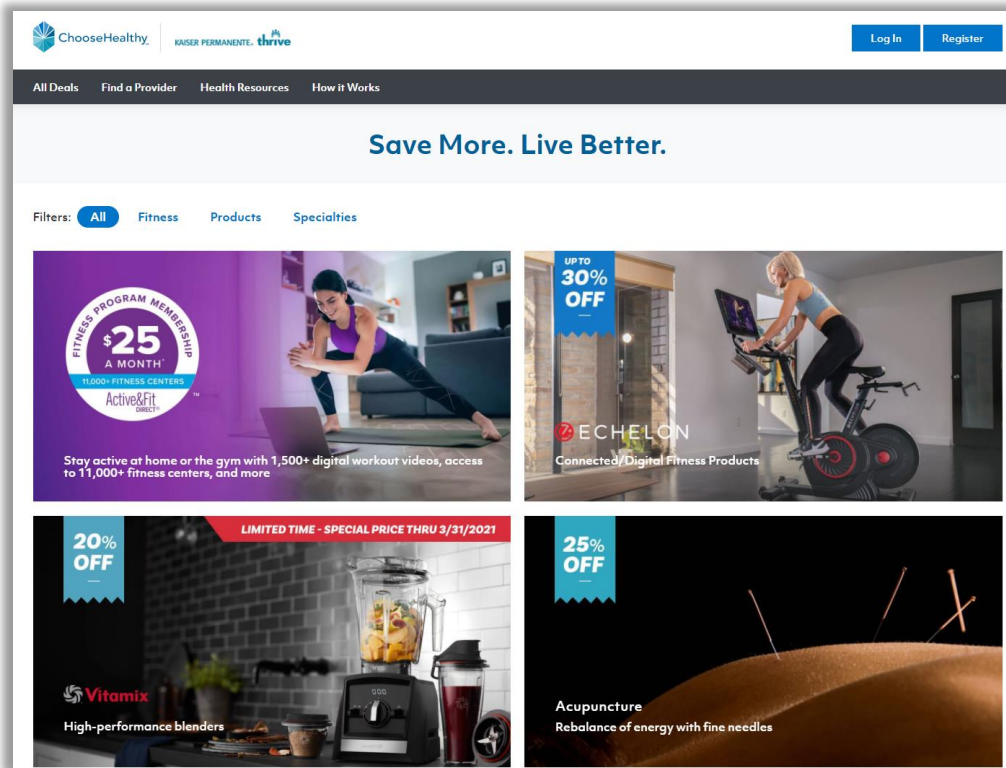 ChooseHealthy
KAISER PERMANENTE. thrive
Log In
Register
All Deals
Find a Provider
Health Resources
How it Works
Save More. Live Better.
Filters:
All
Fitness
Products
Specialties
FITNESS PROGRAM MEMBERSHIP
$25
A MONTH*
11,000+ FITNESS CENTERS
Active&Fit
DIRECT®
TM
Stay active at home or the gym with 1,500+ digital workout videos, access
to 11,000+ fitness centers, and more
UP TO
30%
OFF
ECHELON
Connected/Digital Fitness Products
20%
OFF
LIMITED TIME - SPECIAL PRICE THRU 3/31/2021
Vitamix
High-performance blenders
25%
OFF
Acupuncture
Rebalance of energy with fine needles